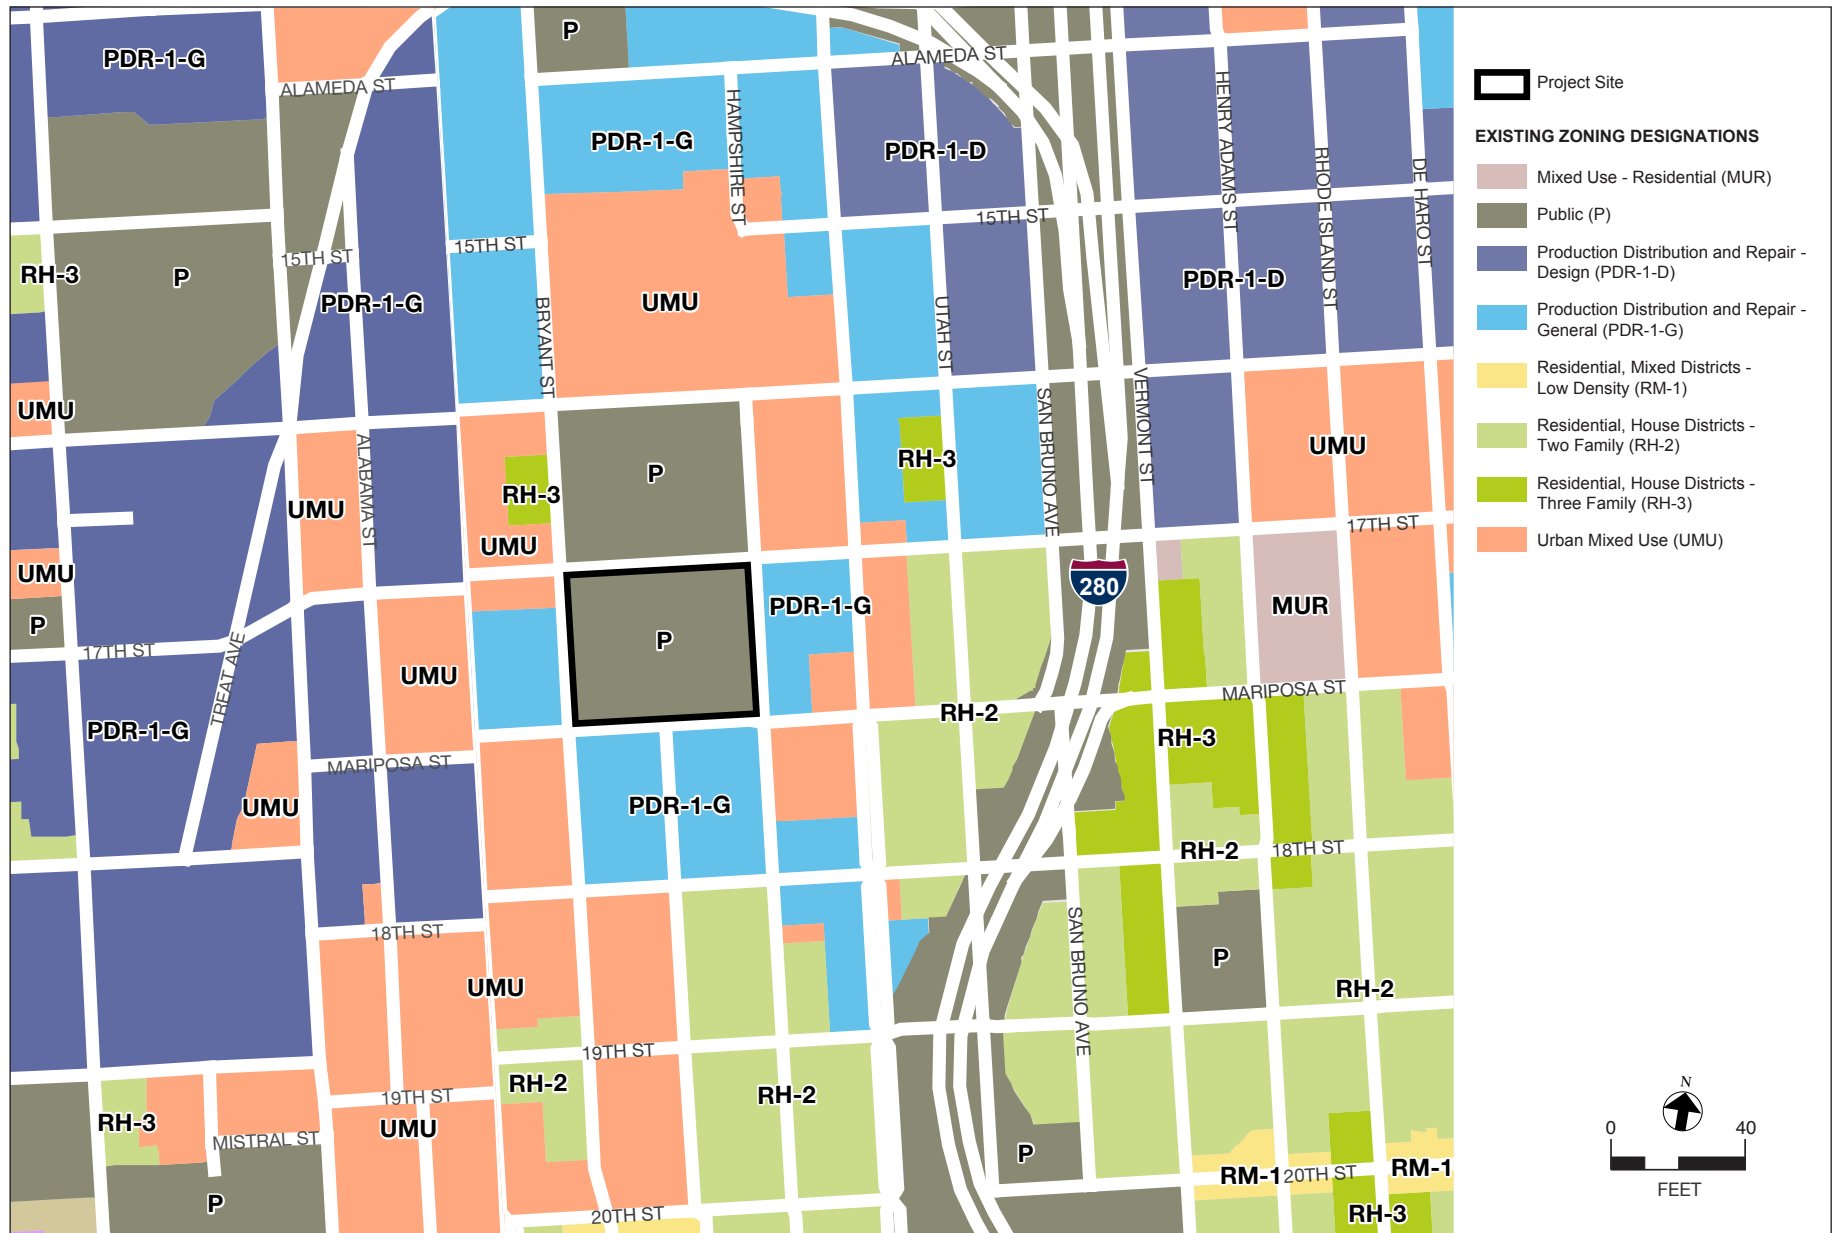 P
PDR-1-G
ALAMEDA ST
ALAMEDA ST
HAMPSHIRE ST
HENRY ADAMS ST
PDR-1-G
PDR-1-D
RHODE ISLAND ST
DE HARO ST
15TH ST
15TH ST
15TH ST
RH-3
P
PDR-1-G
UMU
PDR-1-D
BRYANT ST
UTAH ST
SAN BRUNO AVE
VERMONT ST
UMU
UMU
P
RH-3
RH-3
UMU
ALABAMA ST
UMU
17TH ST
UMU
P
280
P
PDR-1-G
MUR
17TH ST
TREAT AVE
UMU
MARIPOSA ST
RH-2
RH-3
PDR-1-G
MARIPOSA ST
UMU
PDR-1-G
RH-2
18TH ST
18TH ST
SAN BRUNO AVE
P
UMU
RH-2
19TH ST
RH-2
RH-2
19TH ST
RH-3
UMU
MISTRAL ST
P
P
RM-1
20TH ST
RM-1
20TH ST
RH-3
Project Site
EXISTING ZONING DESIGNATIONS
Mixed Use - Residential (MUR)
Public (P)
Production Distribution and Repair -
Design (PDR-1-D)
Production Distribution and Repair -
General (PDR-1-G)
Residential, Mixed Districts -
Low Density (RM-1)
Residential, House Districts -
Two Family (RH-2)
Residential, House Districts -
Three Family (RH-3)
Urban Mixed Use (UMU)
N
0 40
FEET